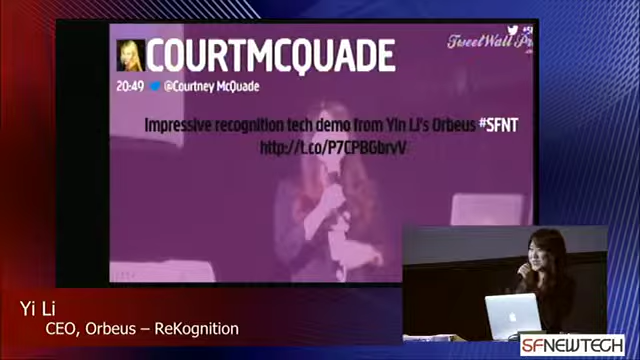 COURTMCQUADE
TweetWall Pr
20:49 @Courtney McQuade
Impressive recognition tech demo from Yin Li's Orbeus #SFNT
http://t.co/P7CPBGbrvV
Yi Li
CEO, Orbeus – ReKognition
SFNEWTECH